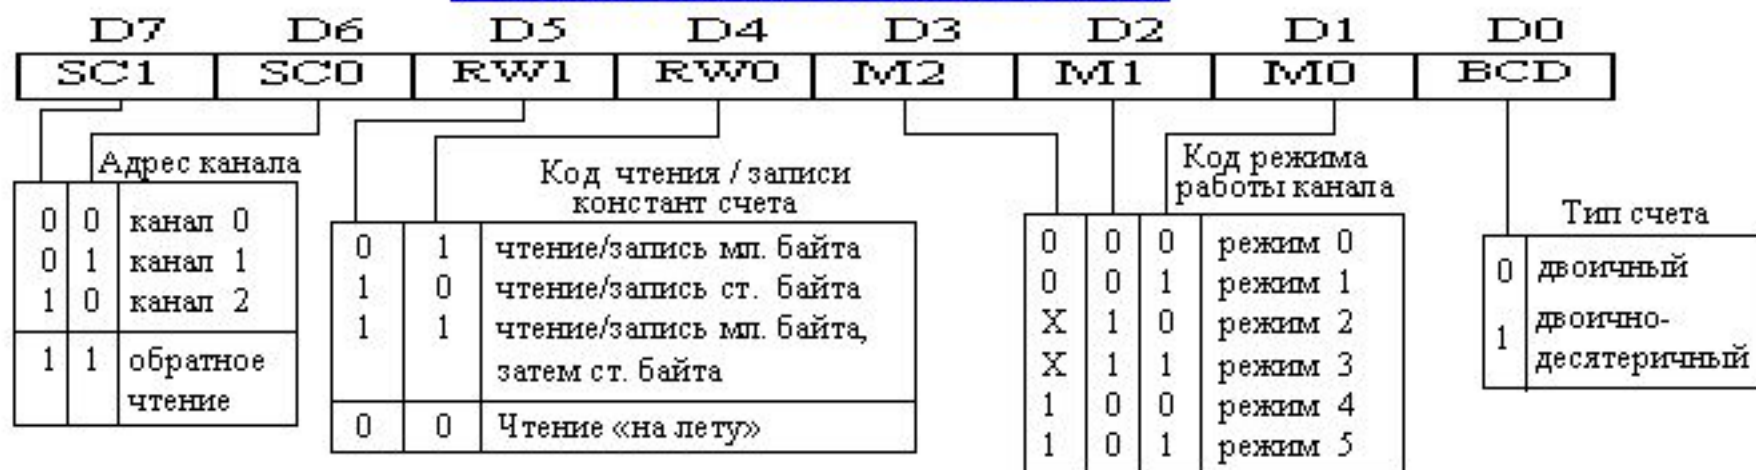 D7 D6 D5 D4 D3 D2 D1 D0
SC1 SC0 RW1 RW0 M2 M1 M0 BCD
Адрес канала
0 0 канал 0
0 1 канал 1
1 0 канал 2
1 1 обратное
чтение
Код чтения / записи
констант счета
0 1 чтение/запись мл. байта
1 0 чтение/запись ст. байта
1 1 чтение/запись мл. байта,
затем ст. байта
0 0 Чтение «на лету»
Код режима
работы канала
0 0 0 режим 0
0 0 1 режим 1
X 1 0 режим 2
X 1 1 режим 3
1 0 0 режим 4
1 0 1 режим 5
Тип счета
0 двоичный
1 двоично-
десятеричный